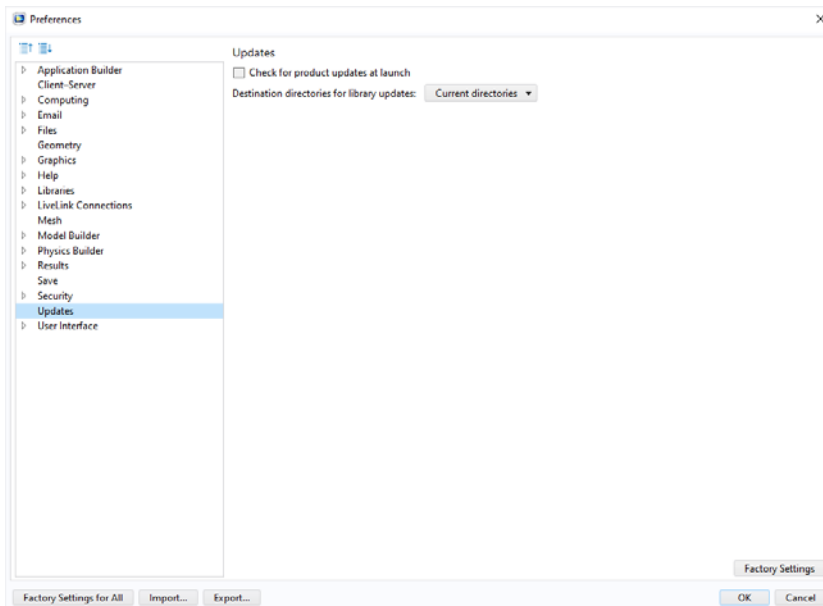 Preferences
Updates
Application Builder
Check for product updates at launch
Client-Server
Destination directories for library updates: Current directories
Computing
Email
Files
Geometry
Graphics
Help
Libraries
LiveLink Connections
Mesh
Model Builder
Physics Builder
Results
Save
Security
Updates
User Interface
Factory Settings
Factory Settings for All Import... Export... OK Cancel